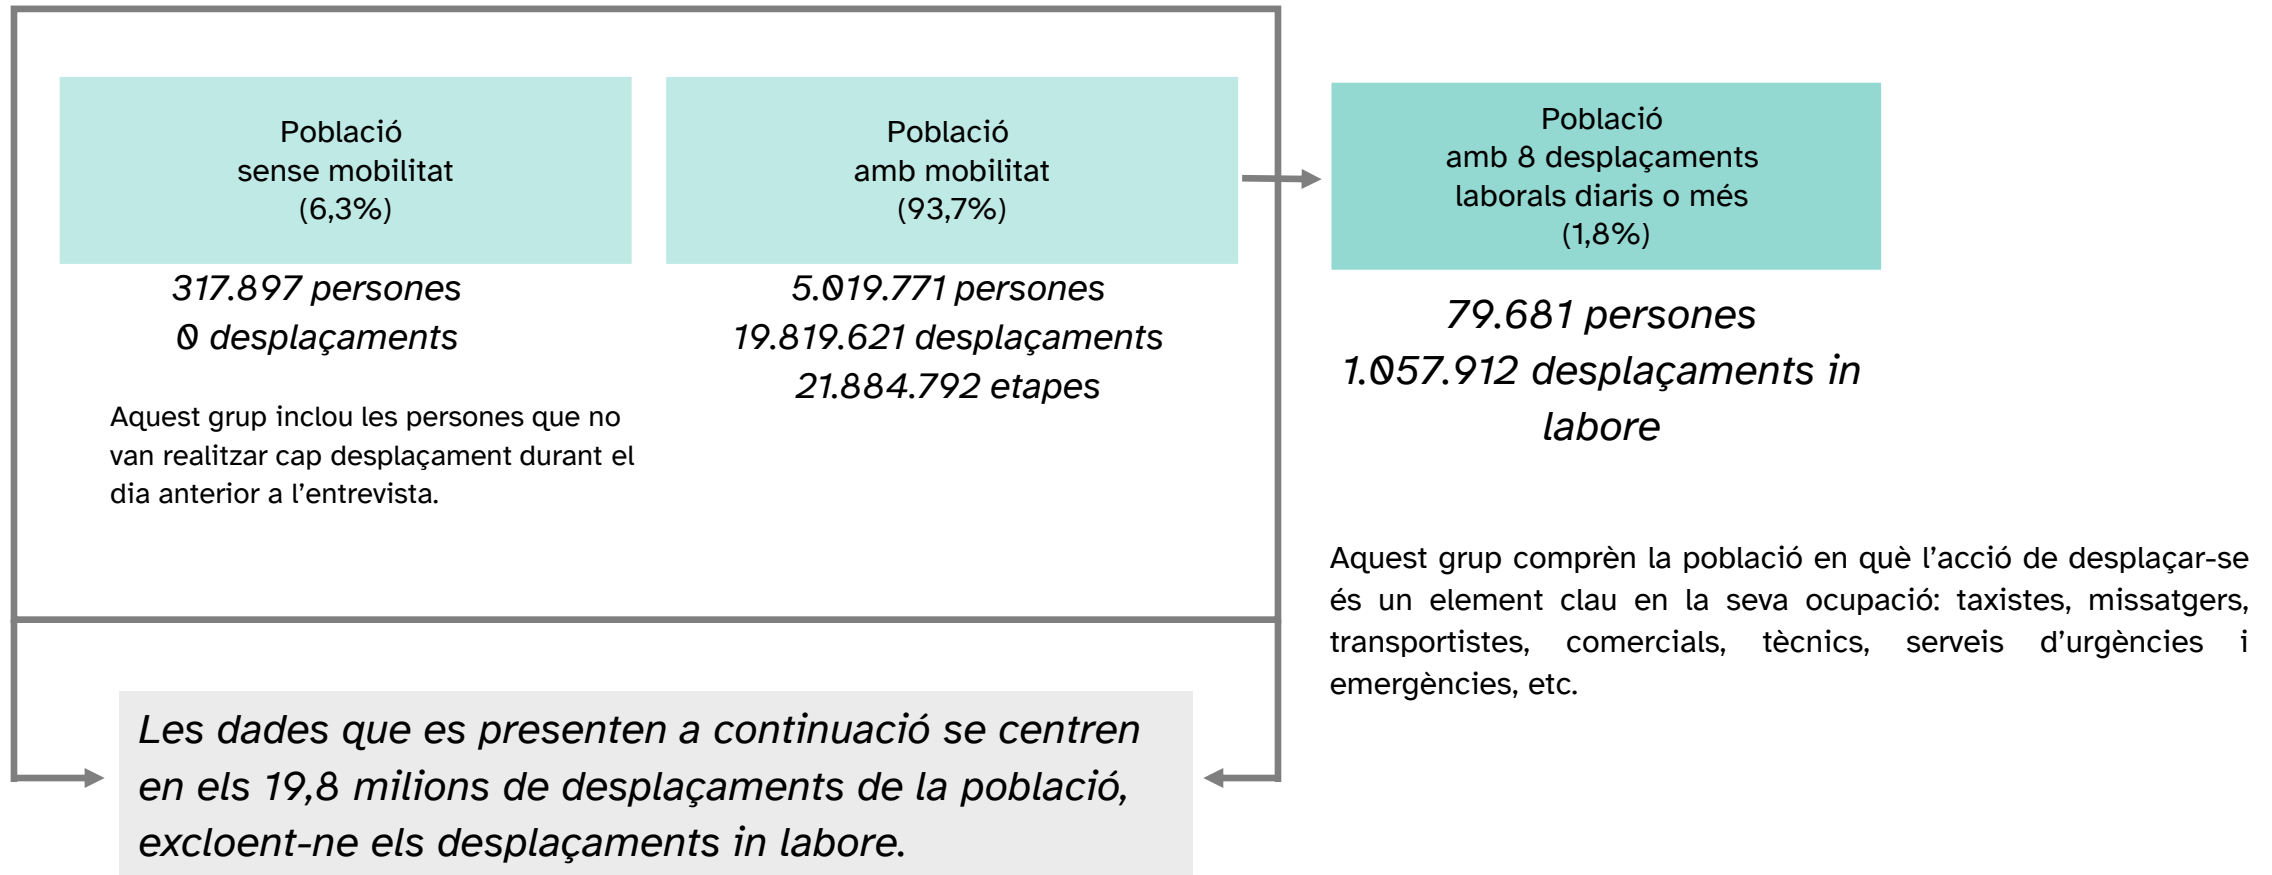 Població
sense mobilitat
(6,3%)
317.897 persones
0 desplaçaments
Aquest grup inclou les persones que no
van realitzar cap desplaçament durant el
dia anterior a l’entrevista.
Població
amb mobilitat
(93,7%)
5.019.771 persones
19.819.621 desplaçaments
21.884.792 etapes
Població
amb 8 desplaçaments
laborals diaris o més
(1,8%)
79.681 persones
1.057.912 desplaçaments in
labore
Aquest grup comprèn la població en què l’acció de desplaçar-se
és un element clau en la seva ocupació: taxistes, missatgers,
transportistes, comercials, tècnics, serveis d’urgències i
emergències, etc.
Les dades que es presenten a continuació se centren
en els 19,8 milions de desplaçaments de la població,
excloent-ne els desplaçaments in labore.